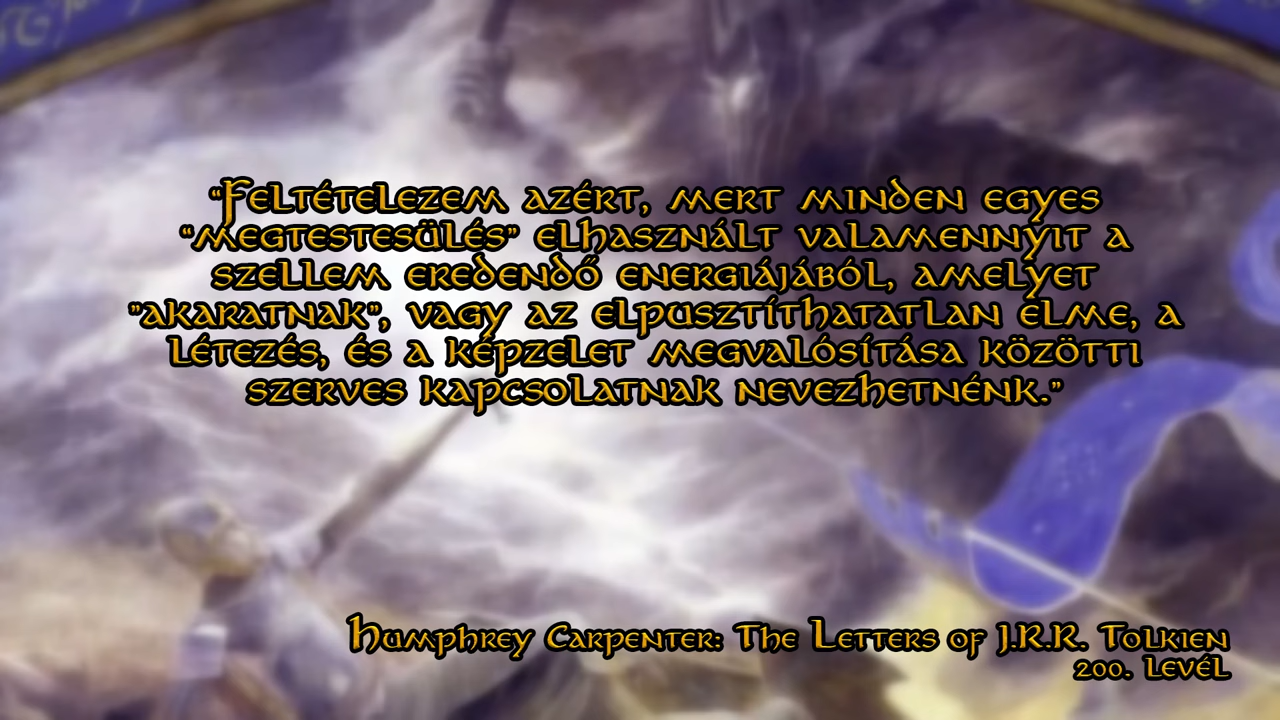 “Feltételezem azért, mert minden egyes
“megtestesülés” elhasznált valamennyit a
szellem eredendő energiájából, amelyet
”akaratnak”, vagy az elpusztíthatatlan elme, a
létezés, és a képzelet megvalósítása közötti
szerves kapcsolatnak nevezhetnénk.”
Humphrey Carpenter: The Letters of J.R.R. Tolkien
200. levél